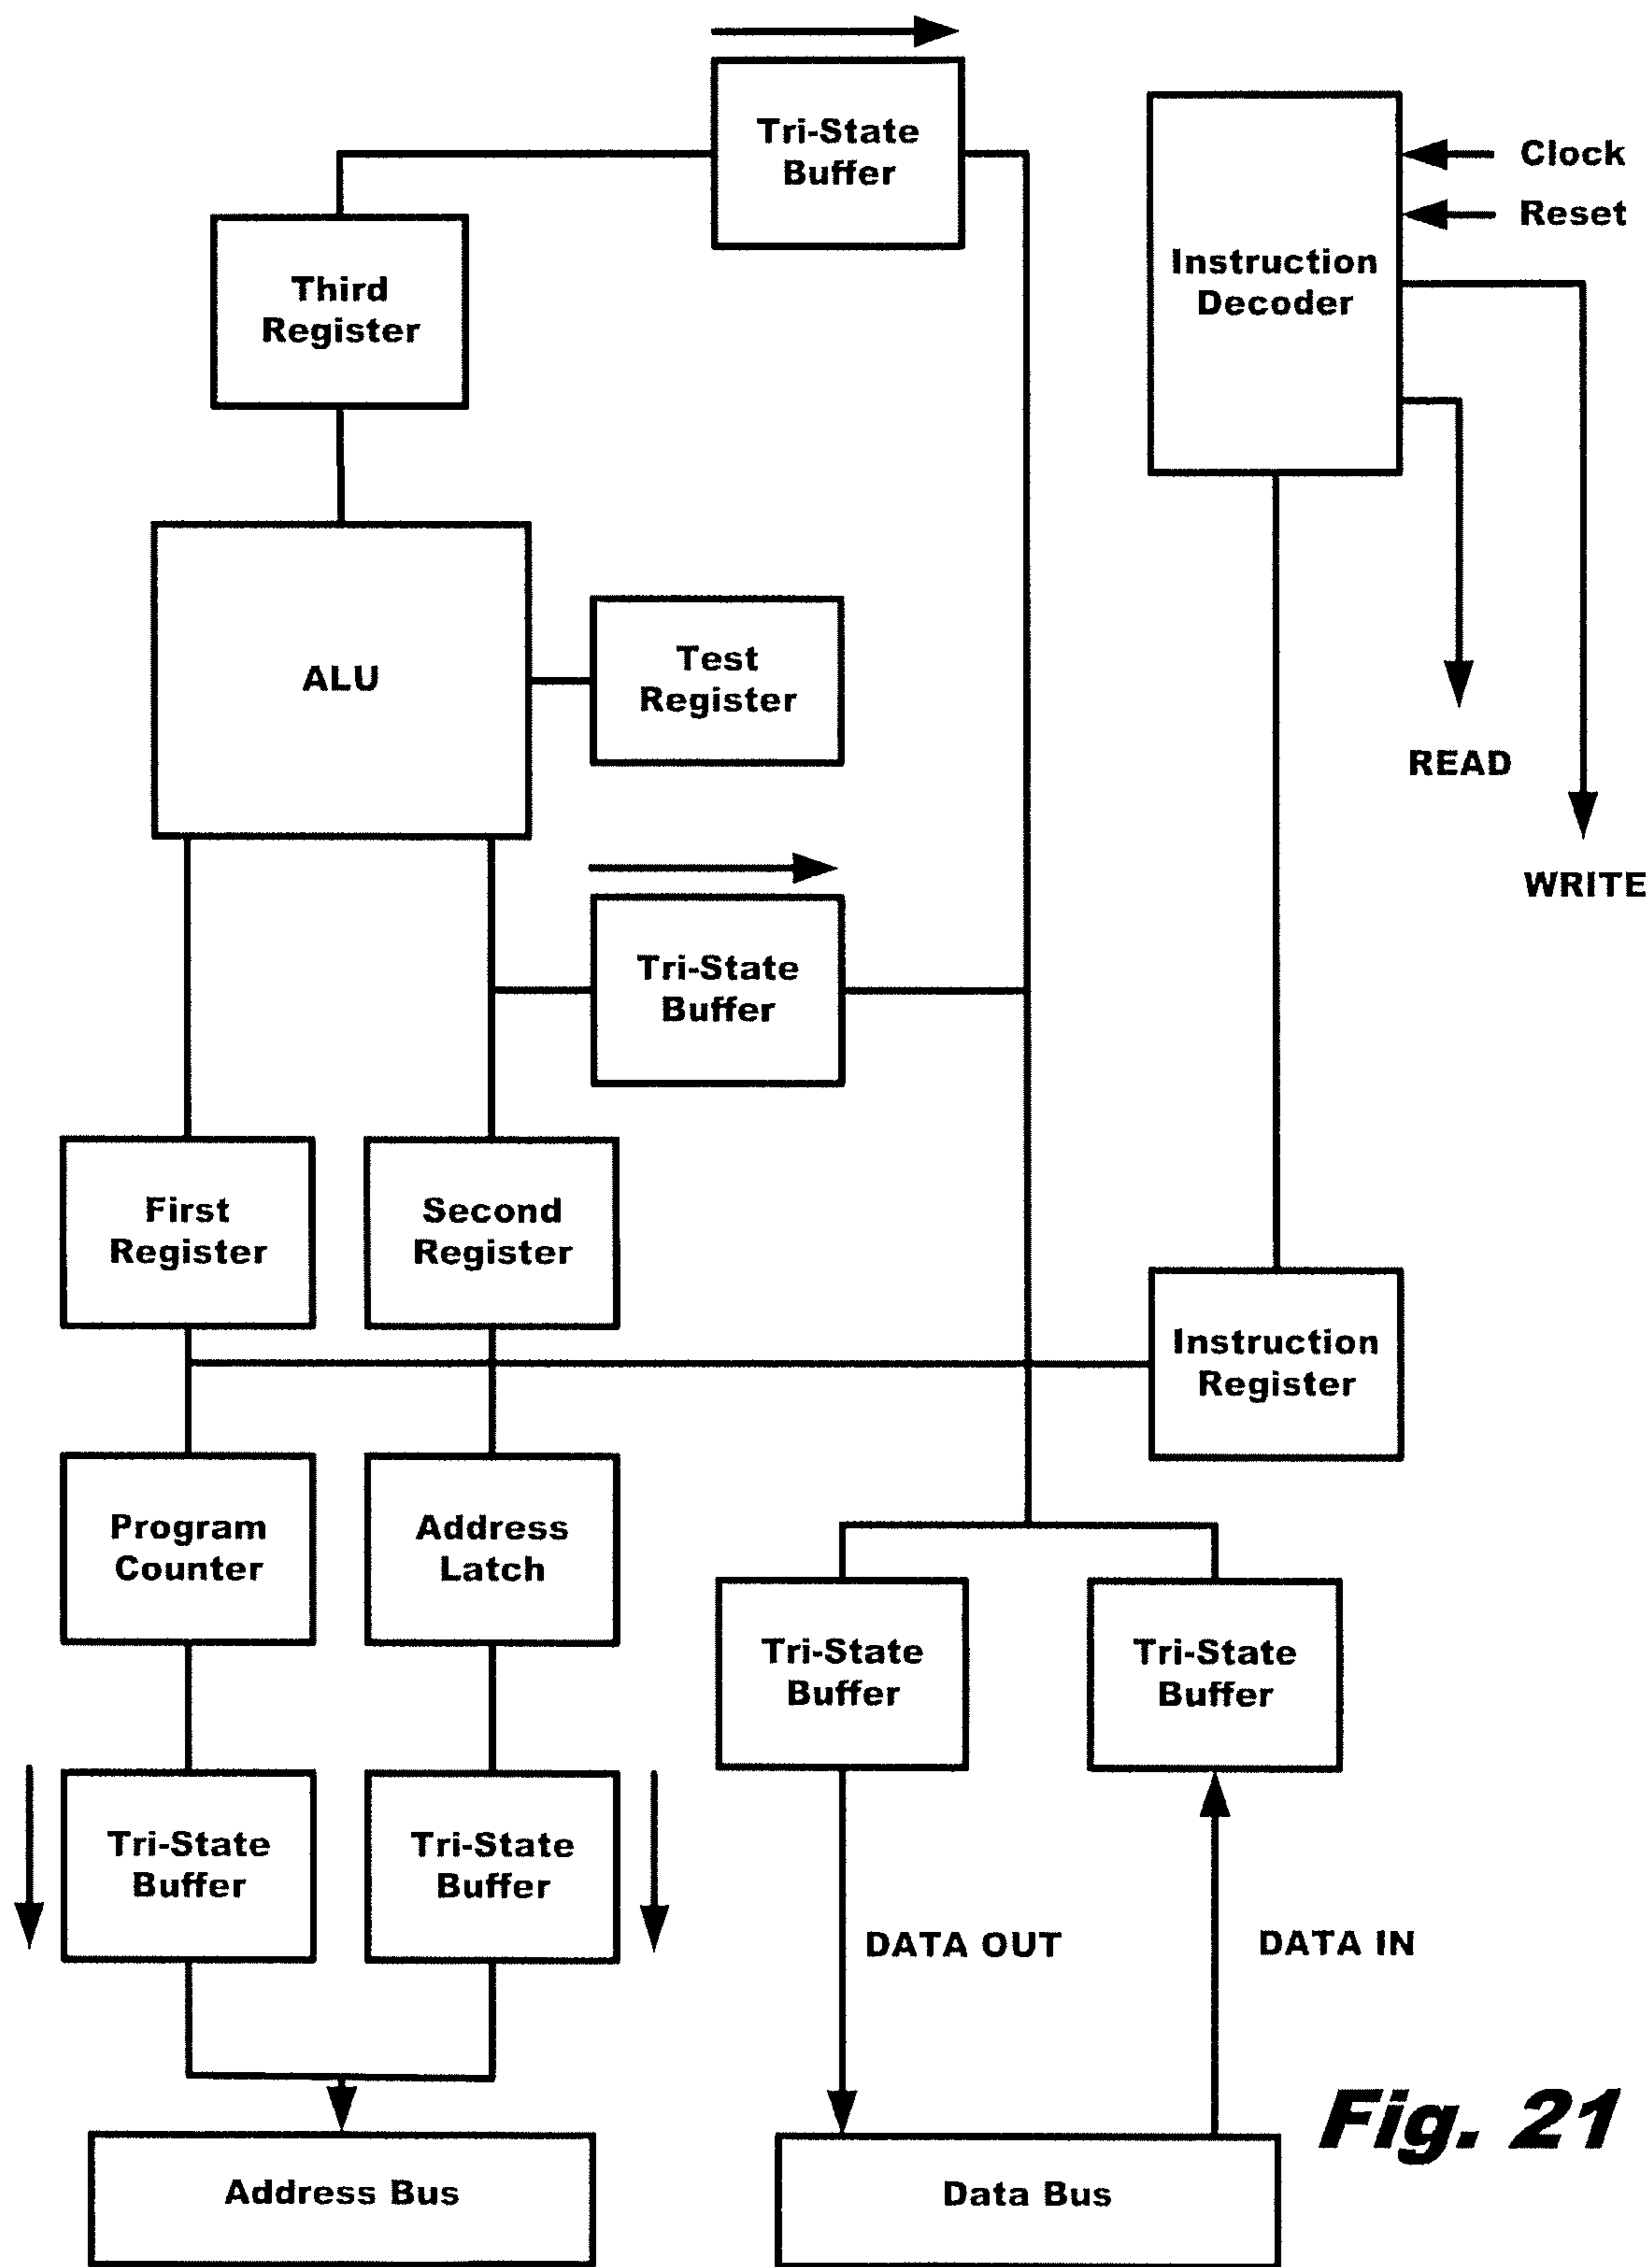 Tri-State
Buffer
Clock
Reset
Instruction
Decoder
Third
Register
ALU
Test
Register
READ
WRITE
Tri-State
Buffer
First
Register
Second
Register
Instruction
Register
Program
Counter
Address
Latch
Tri-State
Buffer
Tri-State
Buffer
Tri-State
Buffer
Tri-State
Buffer
DATA OUT
DATA IN
Address Bus
Data Bus
Fig. 21